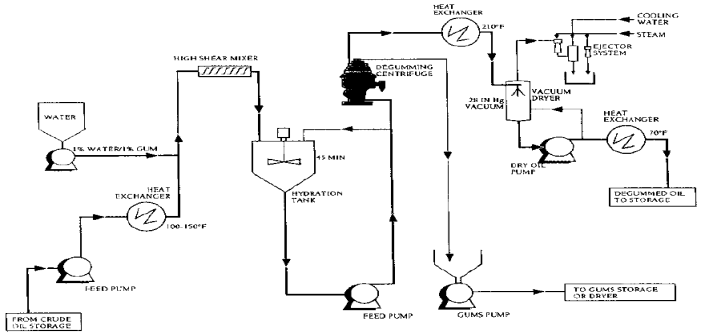 HEAT
EXCHANGER
210°F
COOLING
WATER
STEAM
EJECTOR
SYSTEM
HIGH SHEAR MIXER
DEGUMMING
CENTRIFUGE
28 IN Hg
VACUUM
VACUUM
DRYER
HEAT
EXCHANGER
70°F
WATER
1% WATER/1% GUM
45 MIN
DRY OIL
PUMP
HEAT
EXCHANGER
100-150°F
HYDRATION
TANK
DEGUMMED OIL
TO STORAGE
FEED PUMP
FROM CRUDE
OIL STORAGE
FEED PUMP
GUMS PUMP
TO GUMS STORAGE
OR DRYER